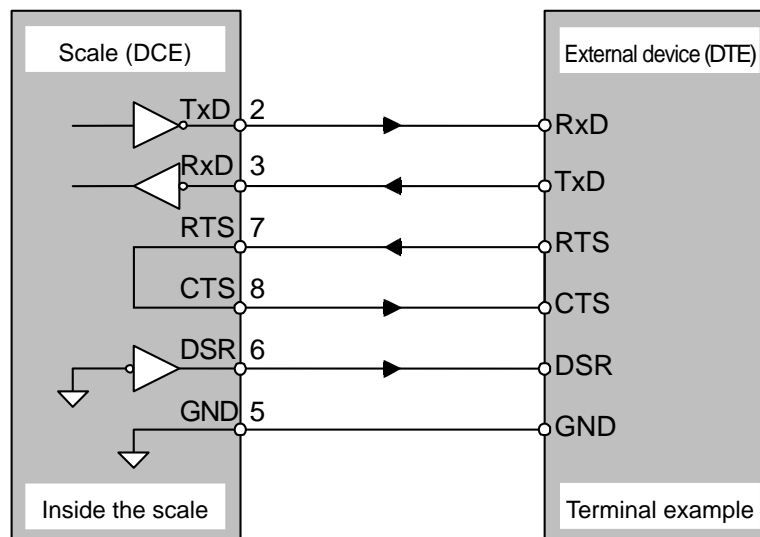 Scale (DCE)
External device (DTE)
TxD 2
RxD
RxD 3
TxD
RTS 7
RTS
CTS 8
CTS
DSR 6
DSR
GND 5
GND
Inside the scale
Terminal example